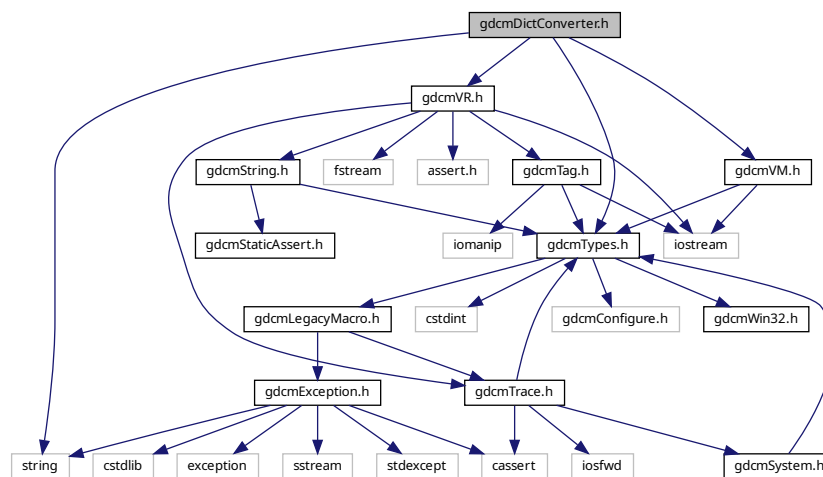 gdcmDictConverter.h
gdcmVR.h
gdcmString.h
fstream
assert.h
gdcmTag.h
gdcmVM.h
gdcmStaticAssert.h
iomanip
gdcmTypes.h
iostream
gdcmLegacyMacro.h
cstdint
gdcmConfigure.h
gdcmWin32.h
gdcmException.h
gdcmTrace.h
string
cstdlib
exception
sstream
stdexcept
cassert
iosfwd
gdcmSystem.h